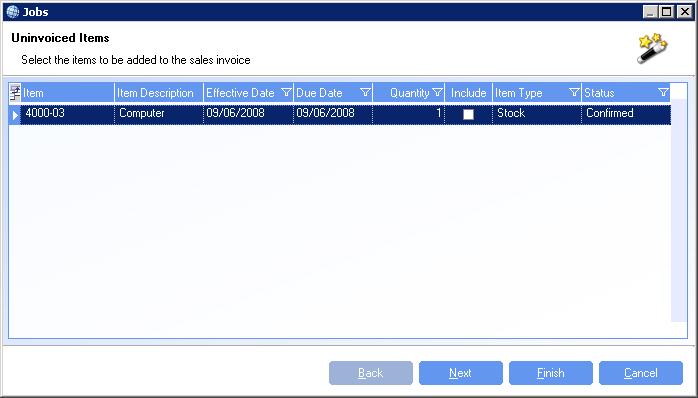 Jobs
Uninvoiced Items
Select the items to be added to the sales invoice
Item Item Description Effective Date Due Date Quantity Include Item Type Status
4000-03 Computer 09/06/2008 09/06/2008 1 Stock Confirmed
Back Next Finish Cancel